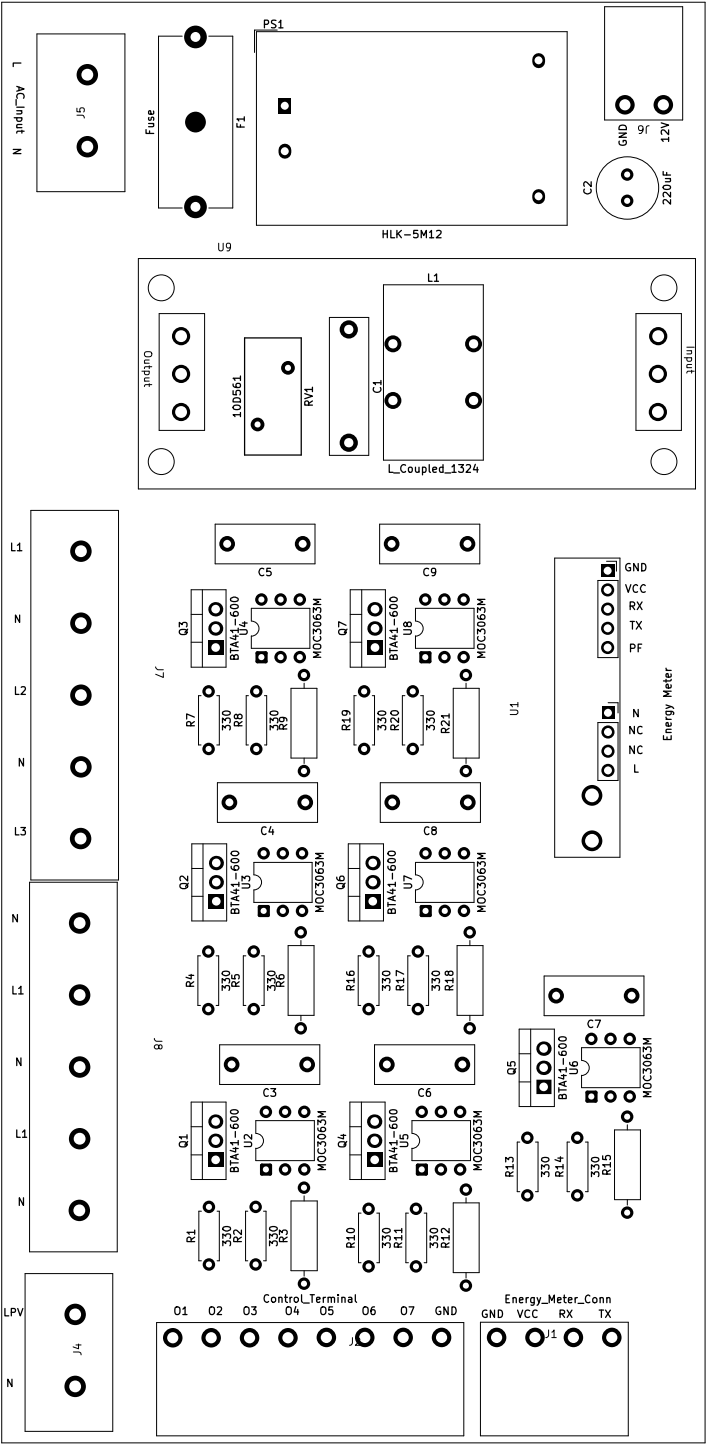 PS1
L
AC_Input
N
J5
Fuse
F1
HLK-5M12
GND
J6
12V
C2
220uF
U9
Output
10D561
RV1
C1
L1
L_Coupled_1324
Input
L1
N
L2
N
L3
J7
C5
Q3
BTA41-600
U4
MOC3063M
R7
330
R8
330
R9
C9
Q7
BTA41-600
U8
MOC3063M
R19
330
R20
330
R21
U1
GND
VCC
RX
TX
PF
N
NC
NC
L
Energy Meter
C4
Q2
BTA41-600
U3
MOC3063M
R4
330
R5
330
R6
C8
Q6
BTA41-600
U7
MOC3063M
R16
330
R17
330
R18
N
L1
N
L1
N
J8
C3
Q1
BTA41-600
U2
MOC3063M
R1
330
R2
330
R3
C6
Q4
BTA41-600
U5
MOC3063M
R10
330
R11
330
R12
C7
Q5
BTA41-600
U6
MOC3063M
R13
330
R14
330
R15
LPV
N
J4
Control_Terminal
O1 O2 O3 O4 O5 O6 O7 GND
J2
Energy_Meter_Conn
GND VCC RX TX
J1